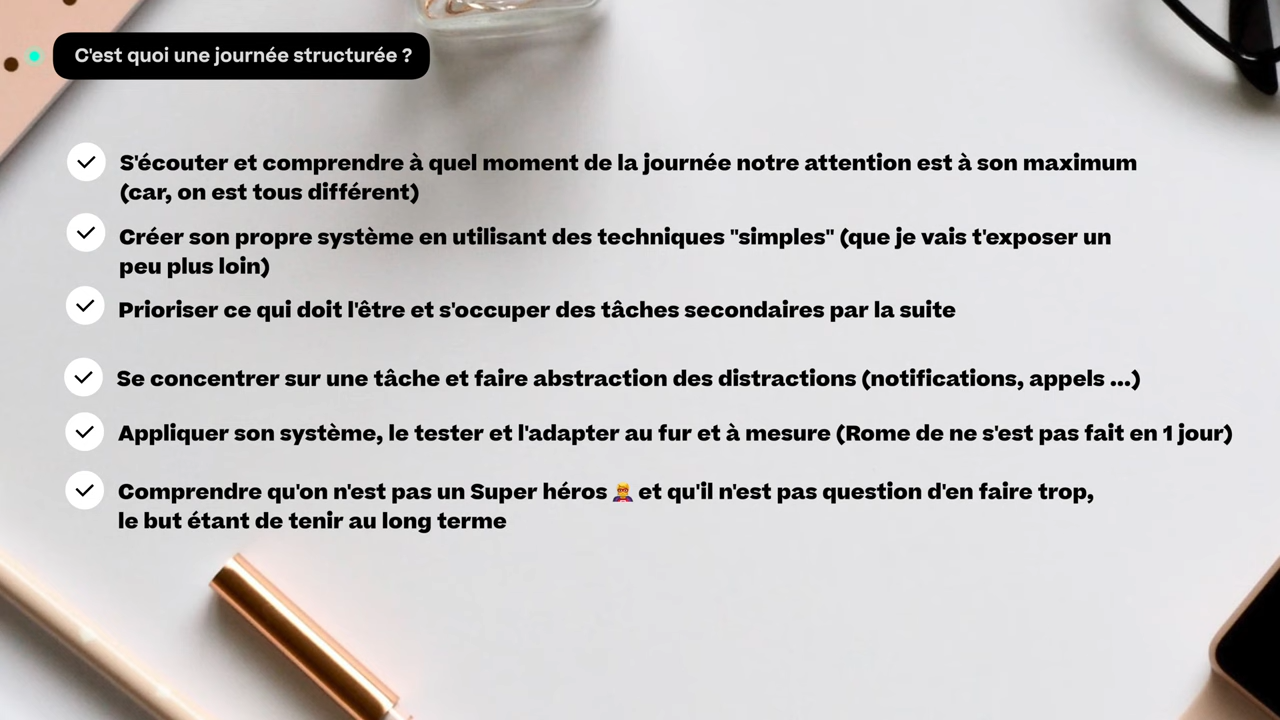 C'est quoi une journée structurée ?
S'écouter et comprendre à quel moment de la journée notre attention est à son maximum
(car, on est tous différent)
Créer son propre système en utilisant des techniques "simples" (que je vais t'exposer un
peu plus loin)
Prioriser ce qui doit l'être et s'occuper des tâches secondaires par la suite
Se concentrer sur une tâche et faire abstraction des distractions (notifications, appels ...)
Appliquer son système, le tester et l'adapter au fur et à mesure (Rome de ne s'est pas fait en 1 jour)
Comprendre qu'on n'est pas un Super héros 🦸 et qu'il n'est pas question d'en faire trop,
le but étant de tenir au long terme